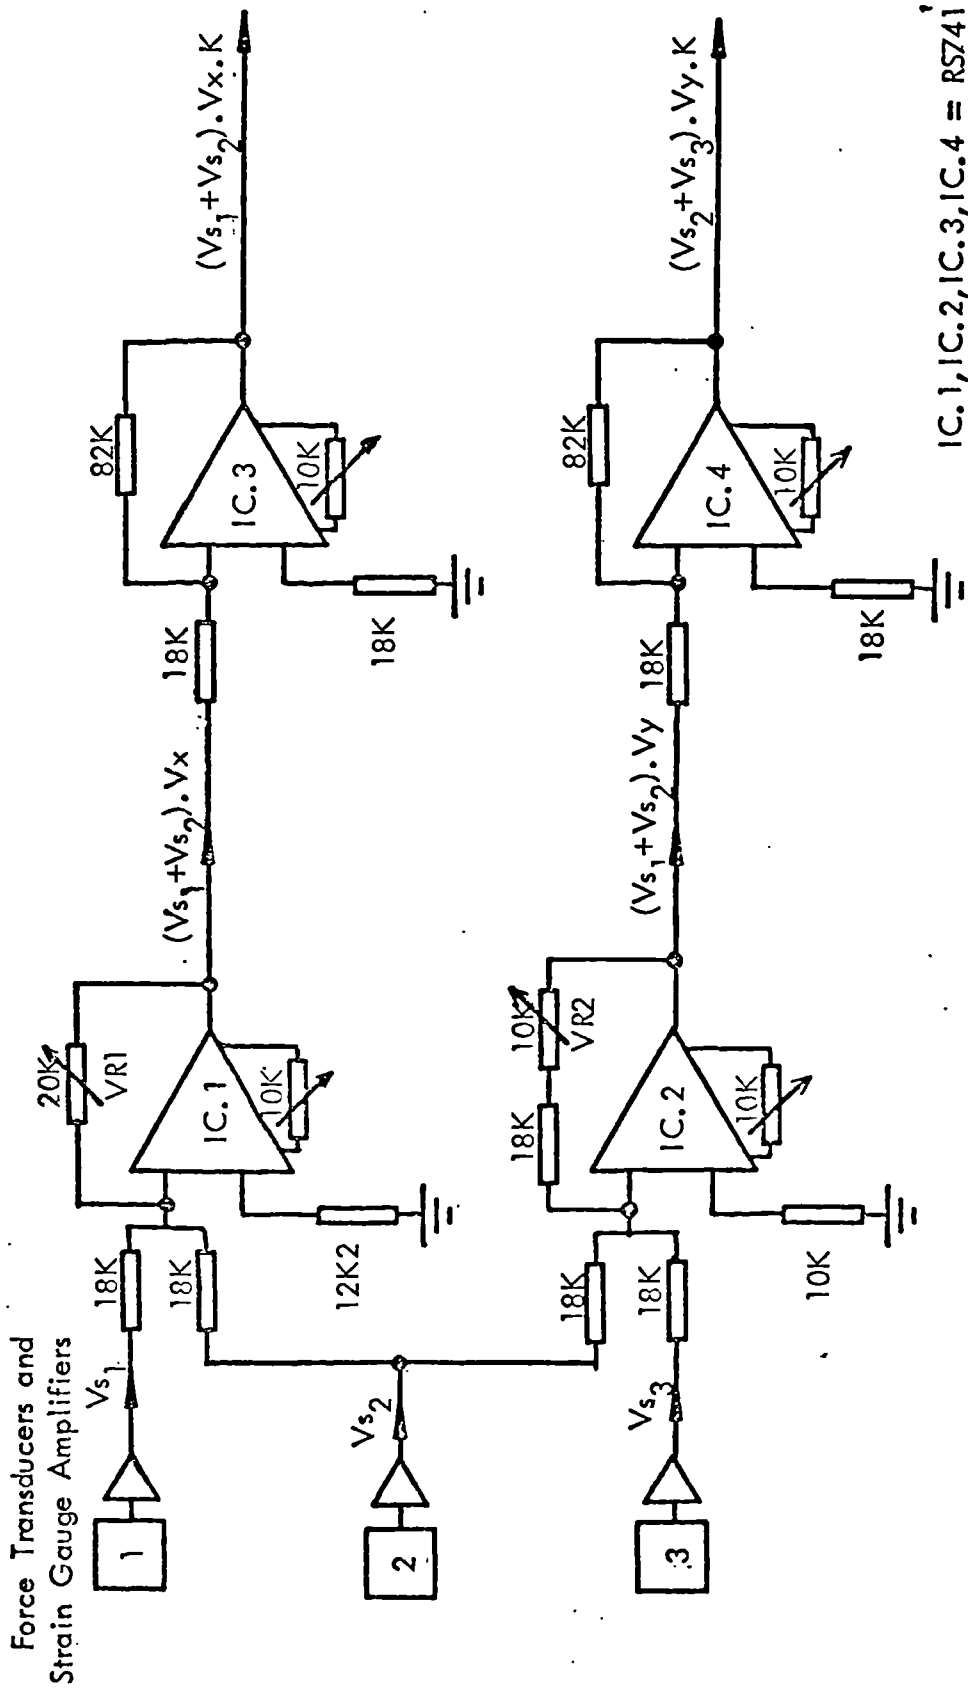 Force Transducers and
Strain Gauge Amplifiers
1
Vs1
18K
18K
20K
VR1
IC.1
10K
12K2
(Vs1+Vs2).Vx
18K
82K
IC.3
10K
18K
(Vs1+Vs2).Vx.K
2
Vs2
3
Vs3
18K
18K
18K
10K
VR2
IC.2
10K
10K
(Vs1+Vs2).Vy
18K
82K
IC.4
10K
18K
(Vs2+Vs3).Vy.K
IC.1,IC.2,IC.3,IC.4 = RS741